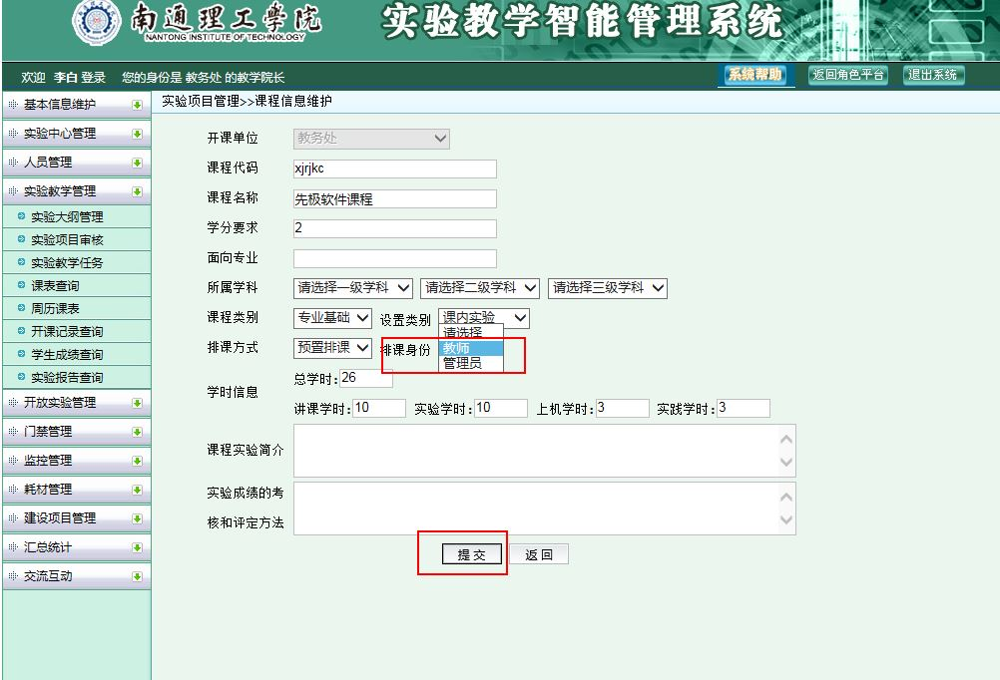 南通理工學院
NANTONG INSTITUTE OF TECHNOLOGY
实验教学智能管理系统
欢迎 李白 登录 您的身份是 教务处 的教学院长
系统帮助
返回角色平台
退出系统
基本信息维护
实验中心管理
人员管理
实验教学管理
实验大纲管理
实验项目审核
实验教学任务
课表查询
周历课表
开课记录查询
学生成绩查询
实验报告查询
开放实验管理
门禁管理
监控管理
耗材管理
建设项目管理
汇总统计
交流互动
实验项目管理>>课程信息维护
开课单位 教务处
课程代码 xjrjkc
课程名称 先极软件课程
学分要求 2
面向专业
所属学科 请选择一级学科 请选择二级学科 请选择三级学科
课程类别 专业基础 设置类别 课内实验
请选择
排课方式 预置排课 排课身份 教师
管理员
学时信息
总学时: 26
讲课学时: 10 实验学时: 10 上机学时: 3 实践学时: 3
课程实验简介
实验成绩的考
核和评定方法
提交 返回